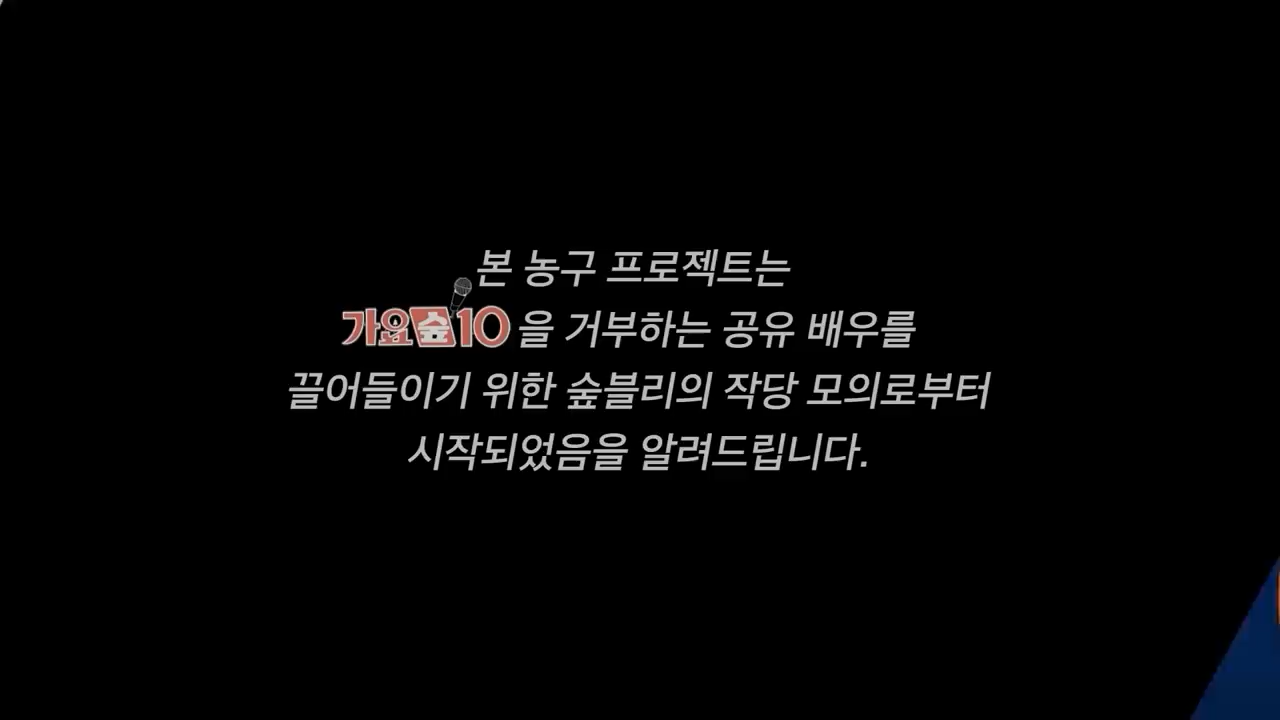 본 농구 프로젝트는
가요숲10을 거부하는 공유 배우를
끌어들이기 위한 숲블리의 작당 모의로부터
시작되었음을 알려드립니다.